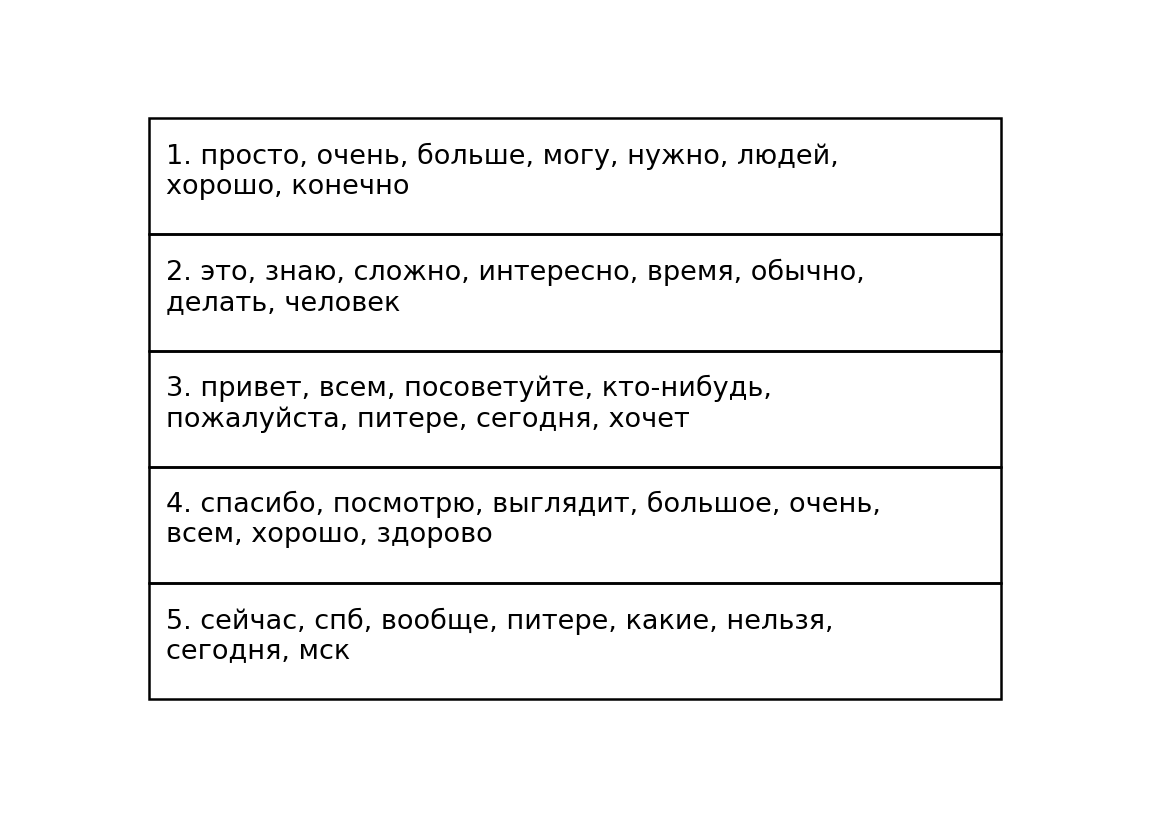 1. просто, очень, больше, могу, нужно, людей,
хорошо, конечно
2. это, знаю, сложно, интересно, время, обычно,
делать, человек
3. привет, всем, посоветуйте, кто-нибудь,
пожалуйста, питере, сегодня, хочет
4. спасибо, посмотрю, выглядит, большое, очень,
всем, хорошо, здорово
5. сейчас, спб, вообще, питере, какие, нельзя,
сегодня, мск